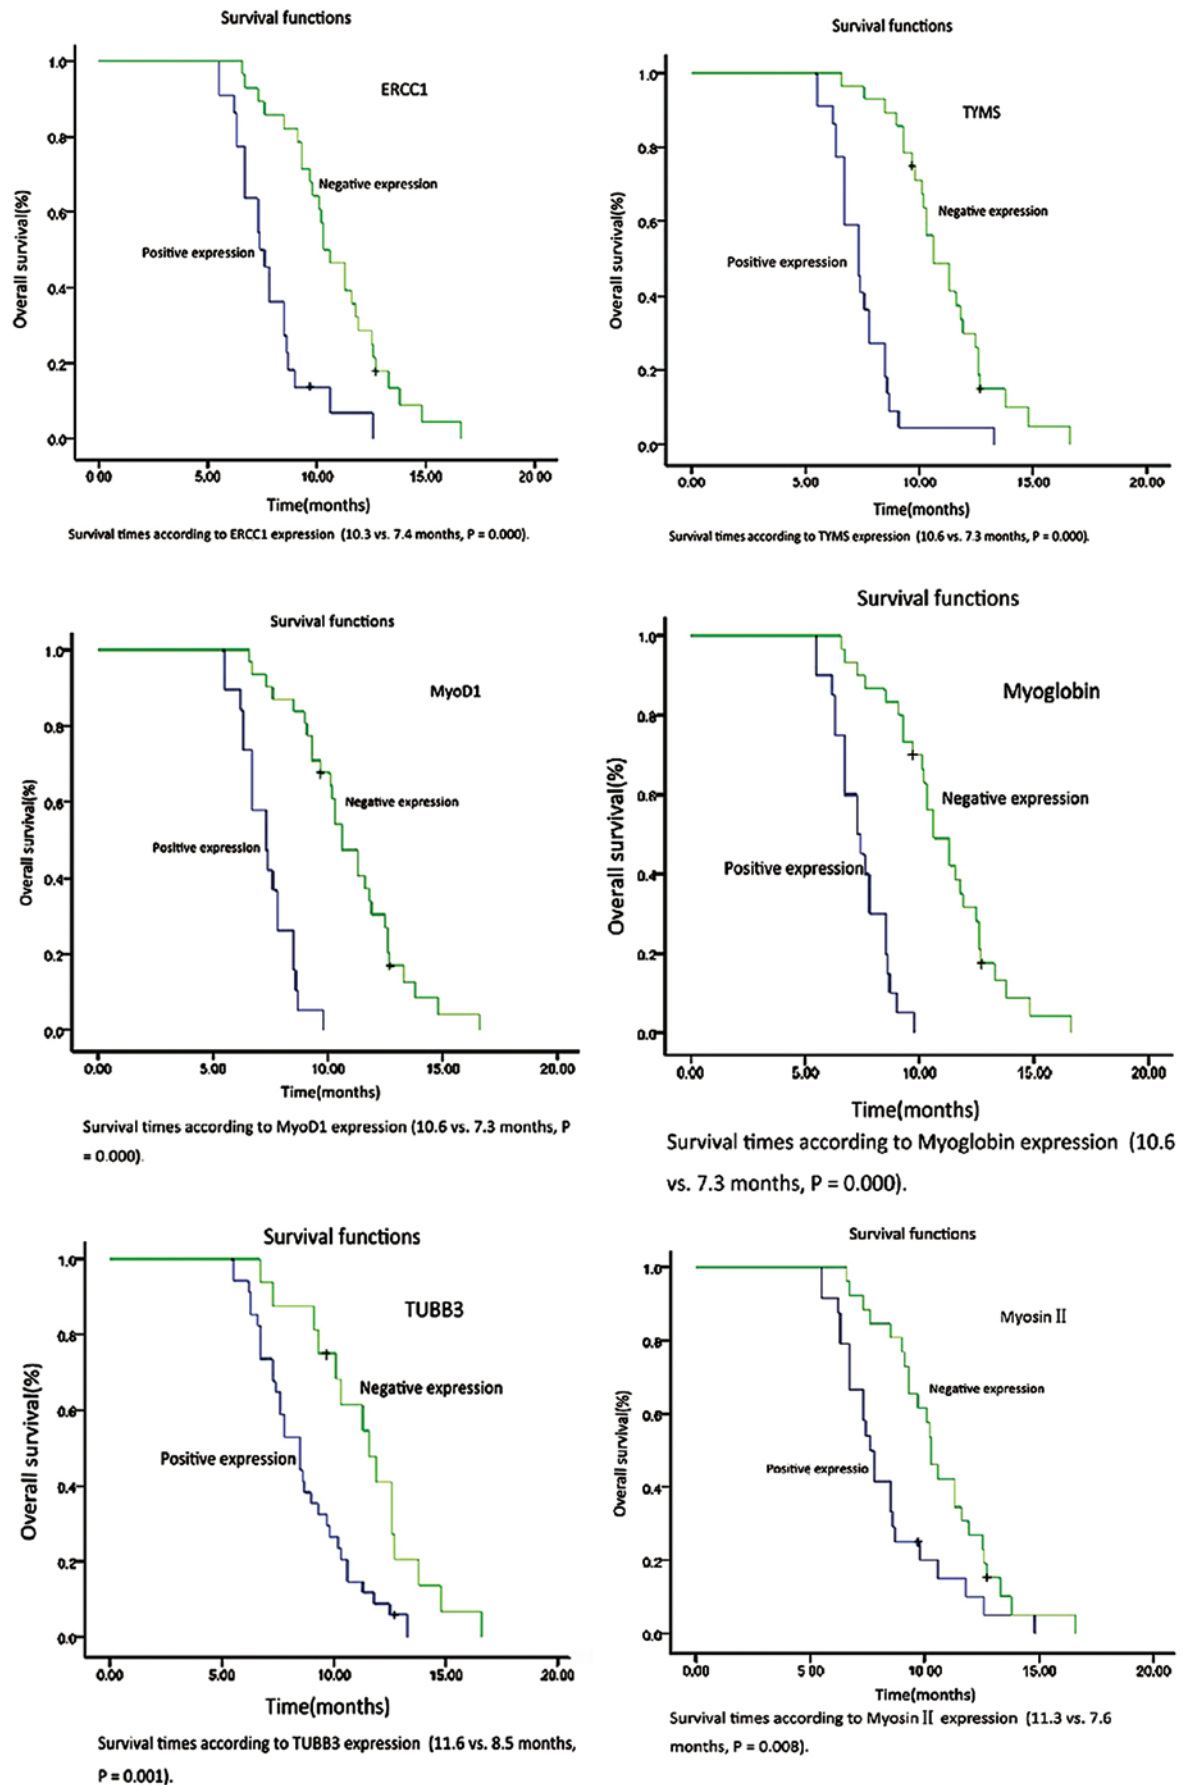 Survival functions
ERCC1
Negative expression
Positive expression
Overall survival(%)
1.0
0.8
0.6
0.4
0.2
0.0
0.00 5.00 10.00 15.00 20.00
Time(months)
Survival times according to ERCC1 expression (10.3 vs. 7.4 months, P = 0.000).
Survival functions
TYMS
Negative expression
Positive expression
Overall survival(%)
1.0
0.8
0.6
0.4
0.2
0.0
0.00 5.00 10.00 15.00 20.00
Time(months)
Survival times according to TYMS expression (10.6 vs. 7.3 months, P = 0.000).
Survival functions
MyoD1
Negative expression
Positive expression
Overall survival(%)
1.0
0.8
0.6
0.4
0.2
0.0
0.00 5.00 10.00 15.00 20.00
Time(months)
Survival times according to MyoD1 expression (10.6 vs. 7.3 months, P
= 0.000).
Survival functions
Myoglobin
Negative expression
Positive expression
Overall survival(%)
1.0
0.8
0.6
0.4
0.2
0.0
0.00 5.00 10.00 15.00 20.00
Time(months)
Survival times according to Myoglobin expression (10.6
vs. 7.3 months, P = 0.000).
Survival functions
TUBB3
Negative expression
Positive expression
Overall survival(%)
1.0
0.8
0.6
0.4
0.2
0.0
0.00 5.00 10.00 15.00 20.00
Time(months)
Survival times according to TUBB3 expression (11.6 vs. 8.5 months,
P = 0.001).
Survival functions
Myosin II
Negative expression
Positive expressio
Overall survival(%)
1.0
0.8
0.6
0.4
0.2
0.0
0.00 5.00 10.00 15.00 20.00
Time(months)
Survival times according to Myosin II expression (11.3 vs. 7.6
months, P = 0.008).